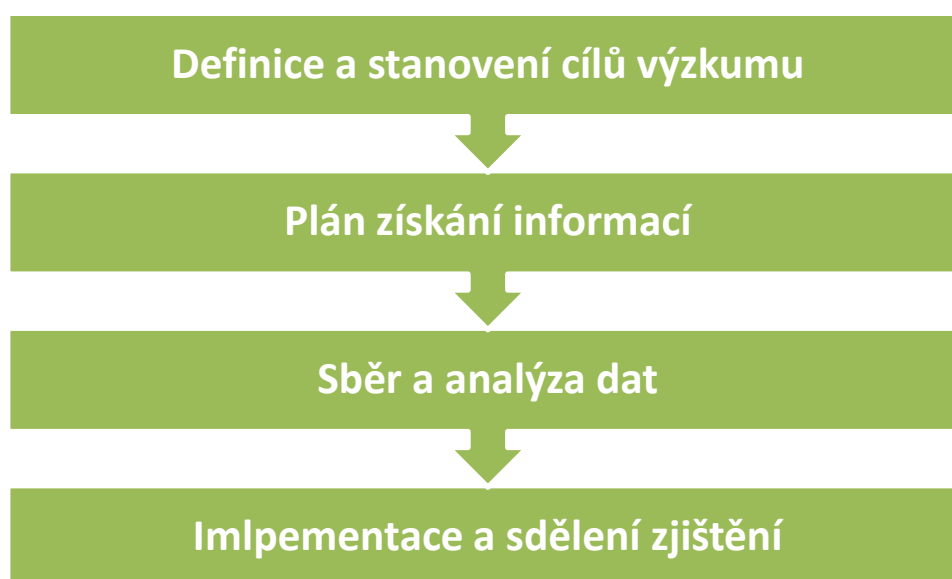 Definice a stanovení cílů výzkumu
Plán získání informací
Sběr a analýza dat
Imlpementace a sdělení zjištění